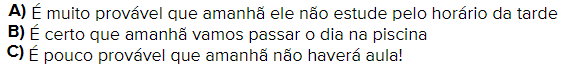 A) É muito provável que amanhã ele não estude pelo horário da tarde
B) É certo que amanhã vamos passar o dia na piscina
C) É pouco provável que amanhã não haverá aula!